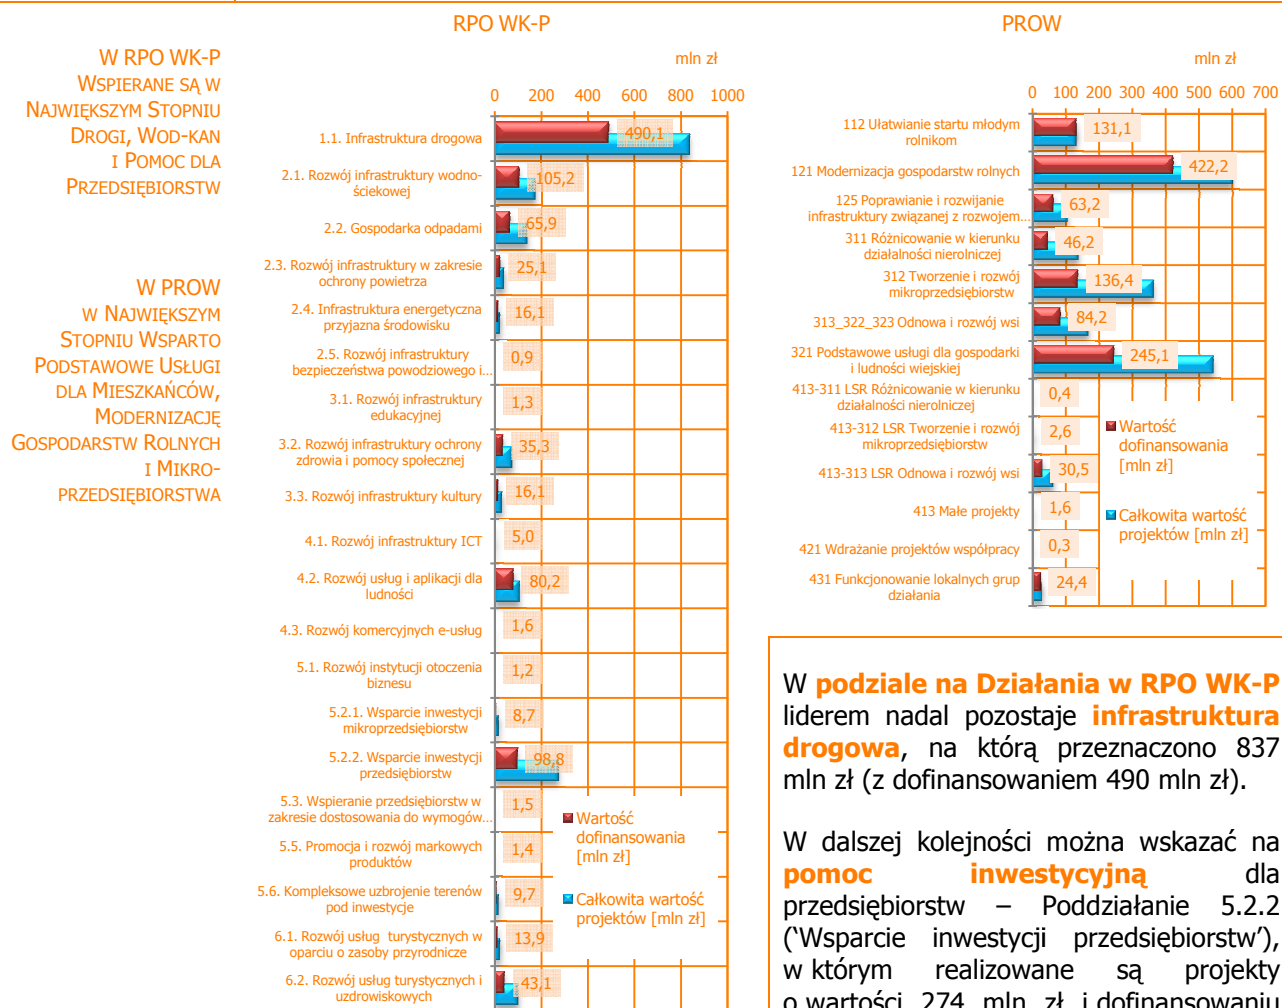 W RPO WK-P
WSPIERANE SĄ W
NAJWIĘKSZYM STOPNIU
DROGI, WOD-KAN
I POMOC DLA
PRZEDSIĘBIORSTW
W PROW
W NAJWIĘKSZYM
STOPNIU WSPARTO
PODSTAWOWE USŁUGI
DLA MIESZKAŃCÓW,
MODERNIZACJĘ
GOSPODARSTW ROLNYCH
I MIKRO-
PRZEDSIĘBIORSTWA
RPO WK-P
mln zł
0 200 400 600 800 1000
1.1. Infrastruktura drogowa 490,1
2.1. Rozwój infrastruktury wodno-
ściekowej 105,2
2.2. Gospodarka odpadami 65,9
2.3. Rozwój infrastruktury w zakresie
ochrony powietrza 25,1
2.4. Infrastruktura energetyczna
przyjazna środowisku 16,1
2.5. Rozwój infrastruktury
bezpieczeństwa powodziowego i... 0,9
3.1. Rozwój infrastruktury
edukacyjnej 1,3
3.2. Rozwój infrastruktury ochrony
zdrowia i pomocy społecznej 35,3
3.3. Rozwój infrastruktury kultury 16,1
4.1. Rozwój infrastruktury ICT 5,0
4.2. Rozwój usług i aplikacji dla
ludności 80,2
4.3. Rozwój komercyjnych e-usług 1,6
5.1. Rozwój instytucji otoczenia
biznesu 1,2
5.2.1. Wsparcie inwestycji
mikroprzedsiębiorstw 8,7
5.2.2. Wsparcie inwestycji
przedsiębiorstw 98,8
5.3. Wspieranie przedsiębiorstw w
zakresie dostosowania do wymogów... 1,5
5.5. Promocja i rozwój markowych
produktów 1,4
5.6. Kompleksowe uzbrojenie terenów
pod inwestycje 9,7
6.1. Rozwój usług turystycznych w
oparciu o zasoby przyrodnicze 13,9
6.2. Rozwój usług turystycznych i
uzdrowiskowych 43,1
Wartość
dofinansowania
[mln zł]
Całkowita wartość
projektów [mln zł]
PROW
mln zł
0 100 200 300 400 500 600 700
112 Ułatwianie startu młodym
rolnikom 131,1
121 Modernizacja gospodarstw rolnych 422,2
125 Poprawianie i rozwijanie
infrastruktury związanej z rozwojem... 63,2
311 Różnicowanie w kierunku
działalności nierolniczej 46,2
312 Tworzenie i rozwój
mikroprzedsiębiorstw 136,4
313_322_323 Odnowa i rozwój wsi 84,2
321 Podstawowe usługi dla gospodarki
i ludności wiejskiej 245,1
413-311 LSR Różnicowanie w kierunku
działalności nierolniczej 0,4
413-312 LSR Tworzenie i rozwój
mikroprzedsiębiorstw 2,6
413-313 LSR Odnowa i rozwój wsi 30,5
413 Małe projekty 1,6
421 Wdrażanie projektów współpracy 0,3
431 Funkcjonowanie lokalnych grup
działania 24,4
Wartość
dofinansowania
[mln zł]
Całkowita wartość
projektów [mln zł]
W podziale na Działania w RPO WK-P
liderem nadal pozostaje infrastruktura
drogowa, na którą przeznaczono 837
mln zł (z dofinansowaniem 490 mln zł).
W dalszej kolejności można wskazać na
pomoc inwestycyjną dla
przedsiębiorstw – Poddziałanie 5.2.2
('Wsparcie inwestycji przedsiębiorstw'),
w którym realizowane są projekty
o wartości 274 mln zł i dofinansowaniu